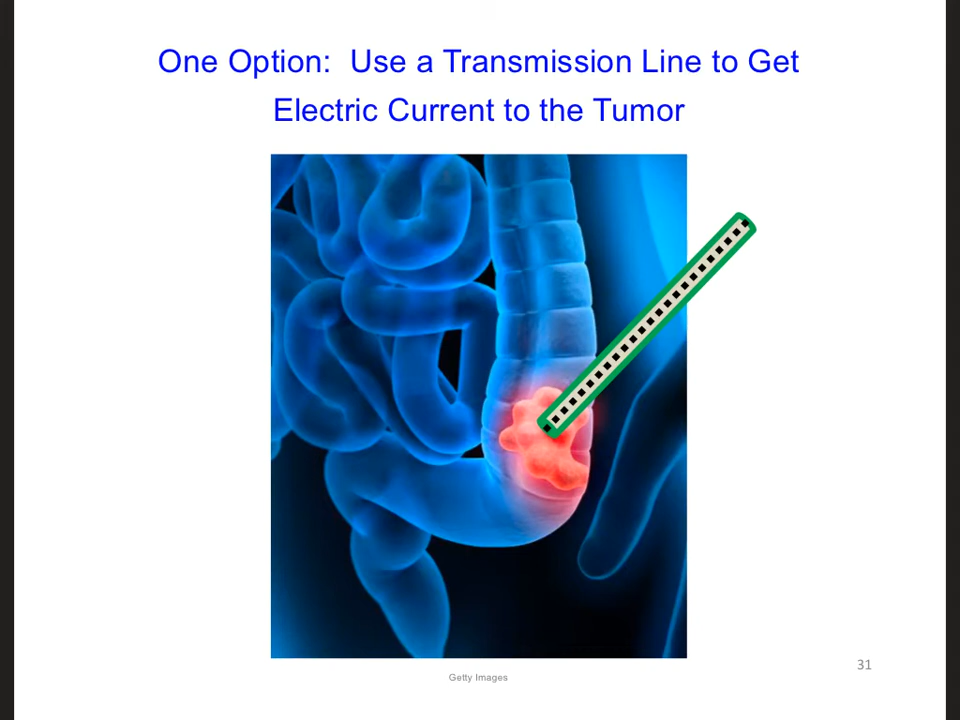 One Option: Use a Transmission Line to Get
Electric Current to the Tumor
31
Getty Images